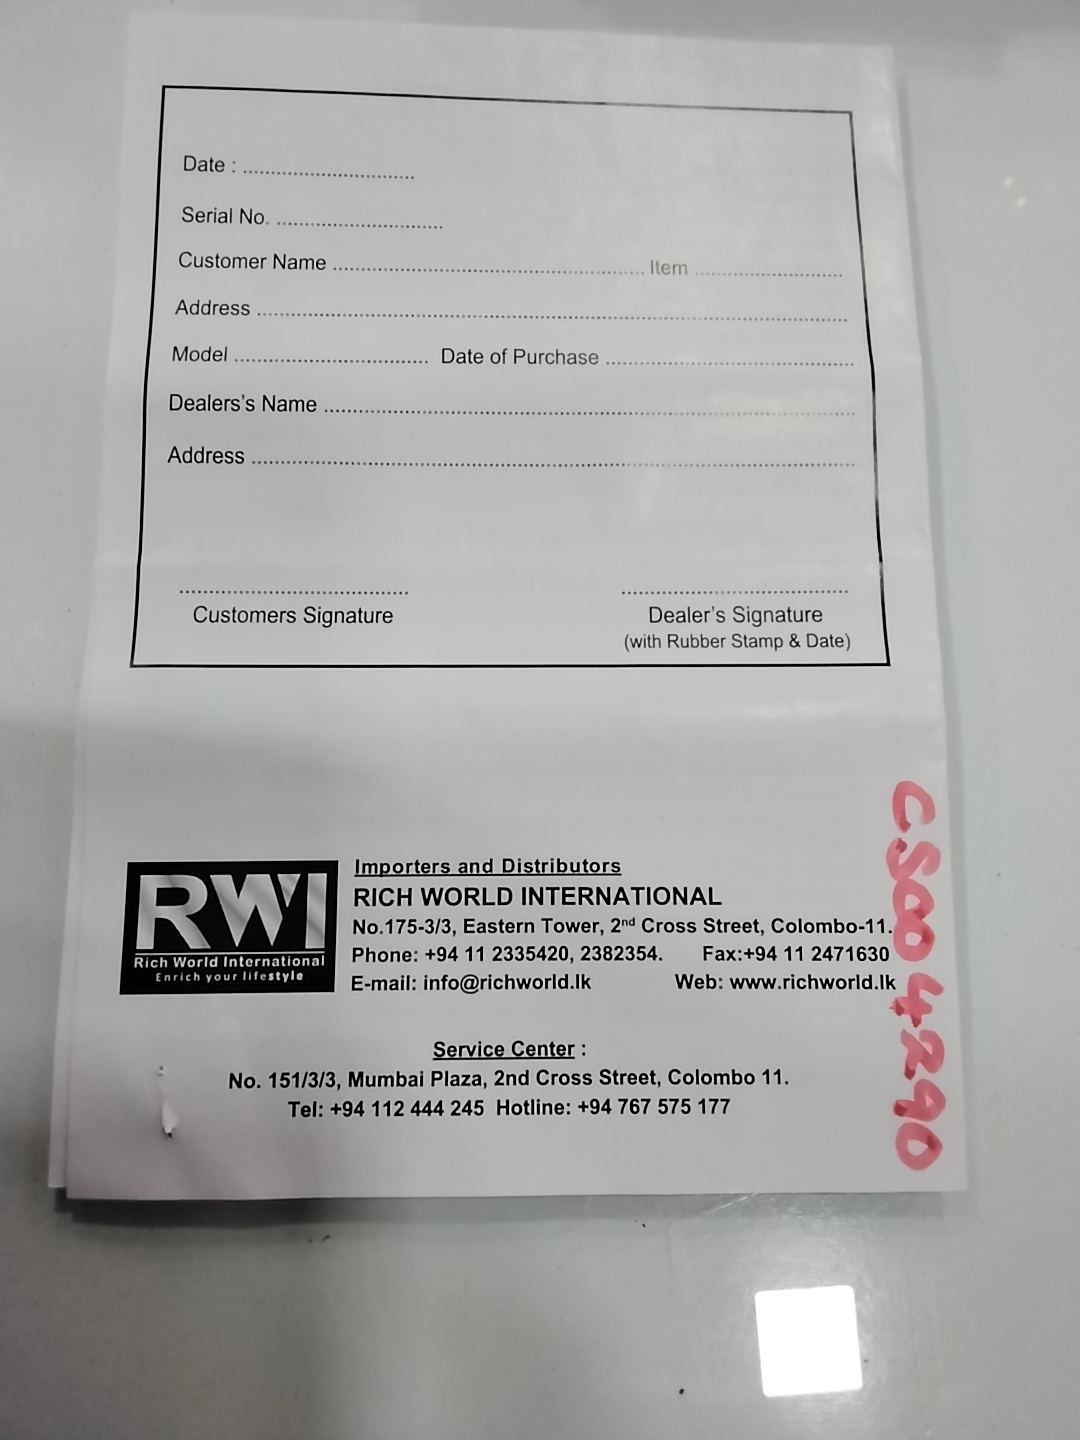 Date : ..............................
Serial No. .............................
Customer Name ...................................................... Item ..........................
Address .......................................................................................................
Model .................................. Date of Purchase ...........................................
Dealers's Name ............................................................................................
Address .........................................................................................................
Customers Signature
Dealer's Signature
(with Rubber Stamp & Date)
RWI
Rich World International
Enrich your lifestyle
Importers and Distributors
RICH WORLD INTERNATIONAL
No.175-3/3, Eastern Tower, 2nd Cross Street, Colombo-11.
Phone: +94 11 2335420, 2382354. Fax:+94 11 2471630
E-mail: info@richworld.lk Web: www.richworld.lk
Service Center :
No. 151/3/3, Mumbai Plaza, 2nd Cross Street, Colombo 11.
Tel: +94 112 444 245 Hotline: +94 767 575 177
CS004290